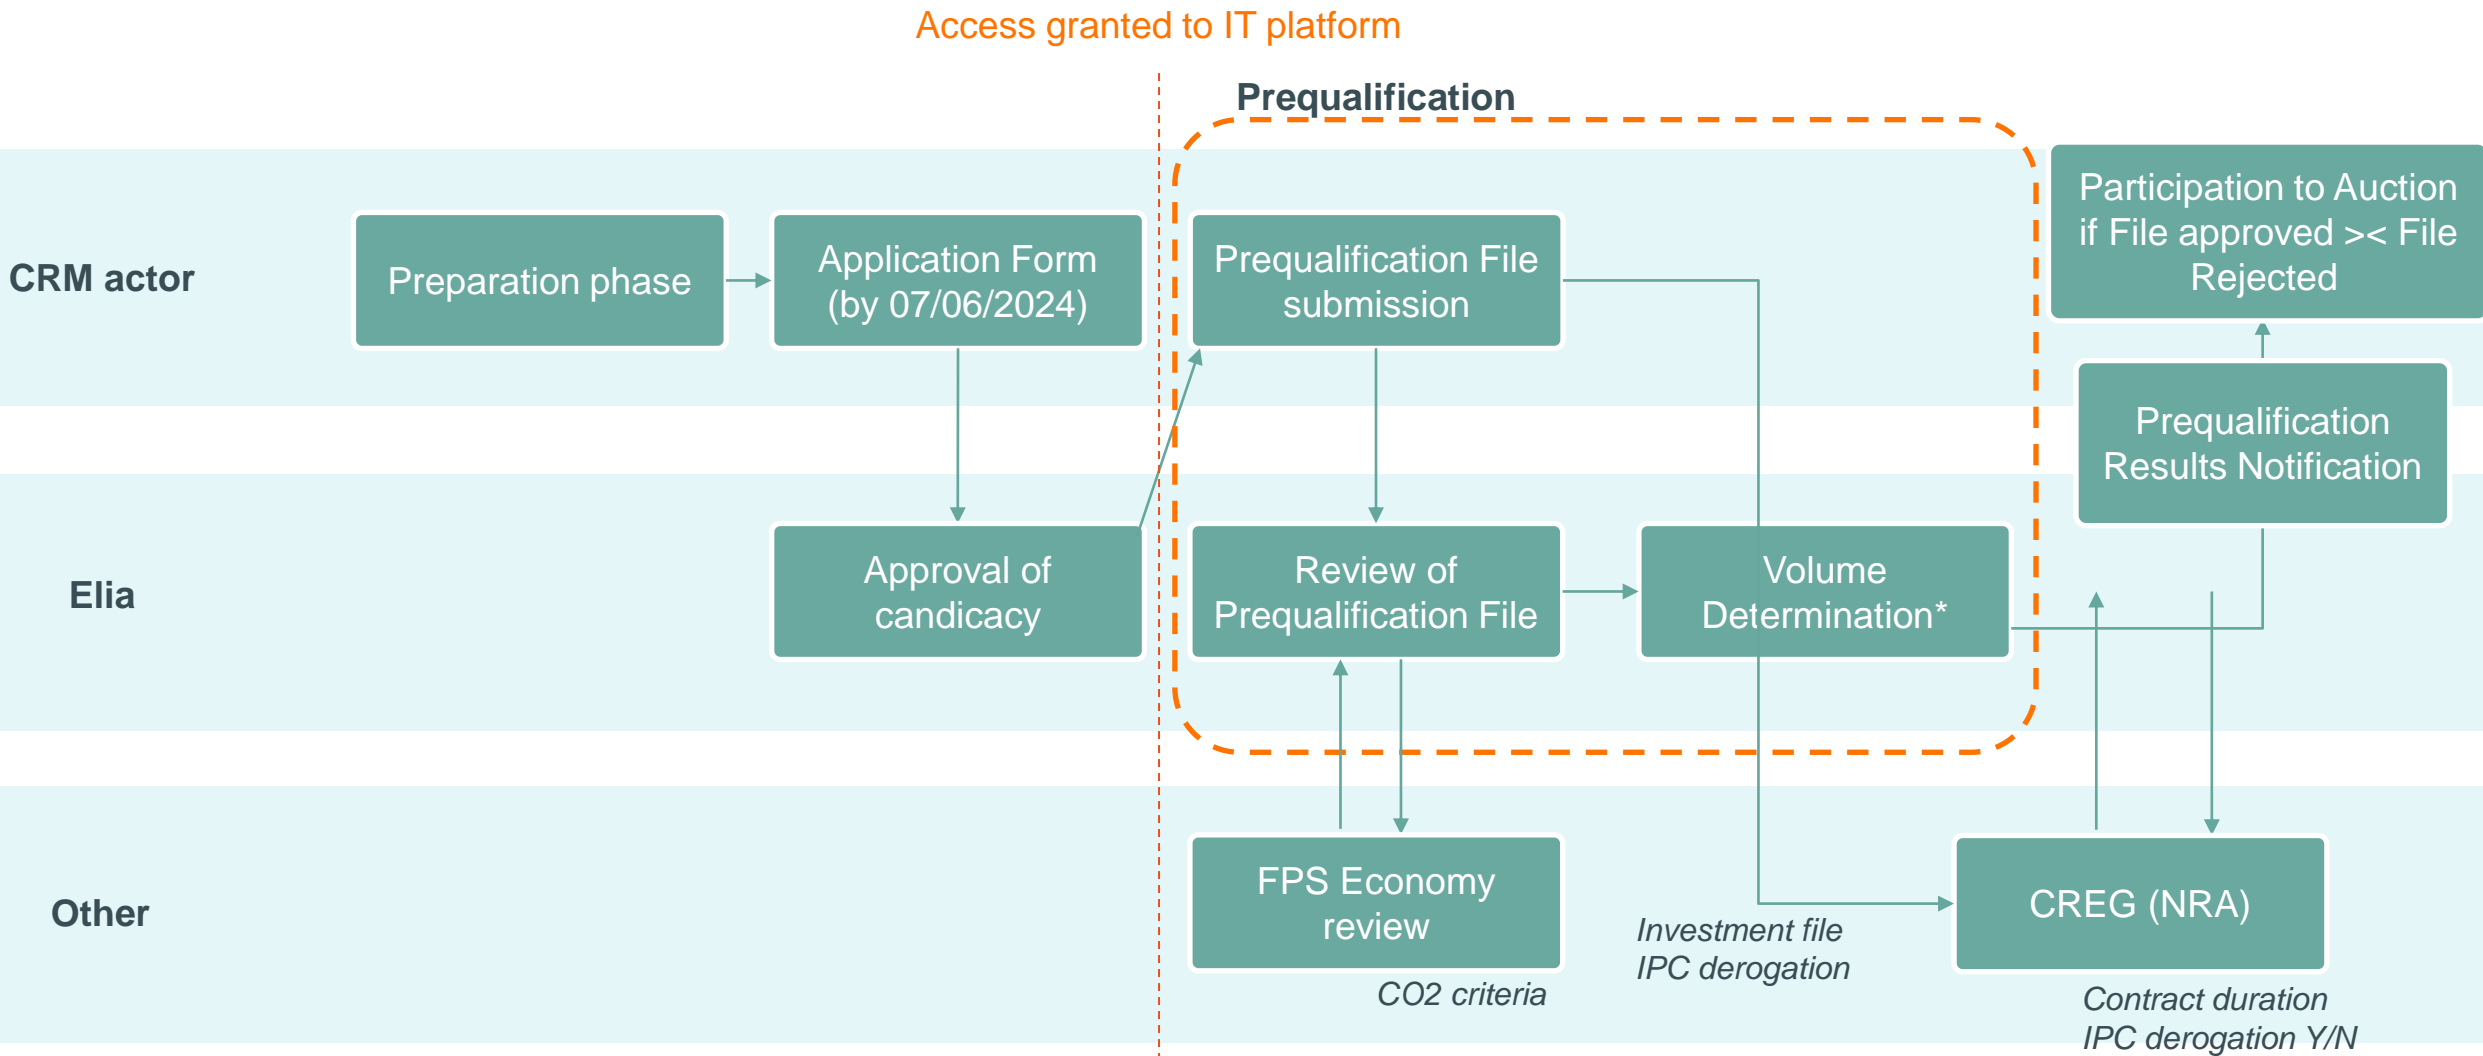 Access granted to IT platform
Prequalification
CRM actor
Preparation phase
Application Form
(by 07/06/2024)
Prequalification File
submission
Participation to Auction
if File approved >< File
Rejected
Prequalification
Results Notification
Elia
Approval of
candicacy
Review of
Prequalification File
Volume
Determination*
Other
FPS Economy
review
CO2 criteria
Investment file
IPC derogation
CREG (NRA)
Contract duration
IPC derogation Y/N